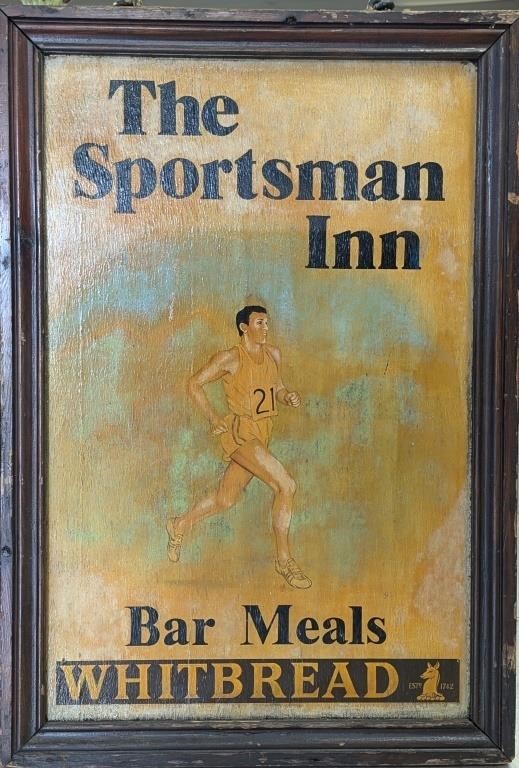 The
Sportsman
Inn
21
Bar Meals
WHITBREAD
ESTD 1742